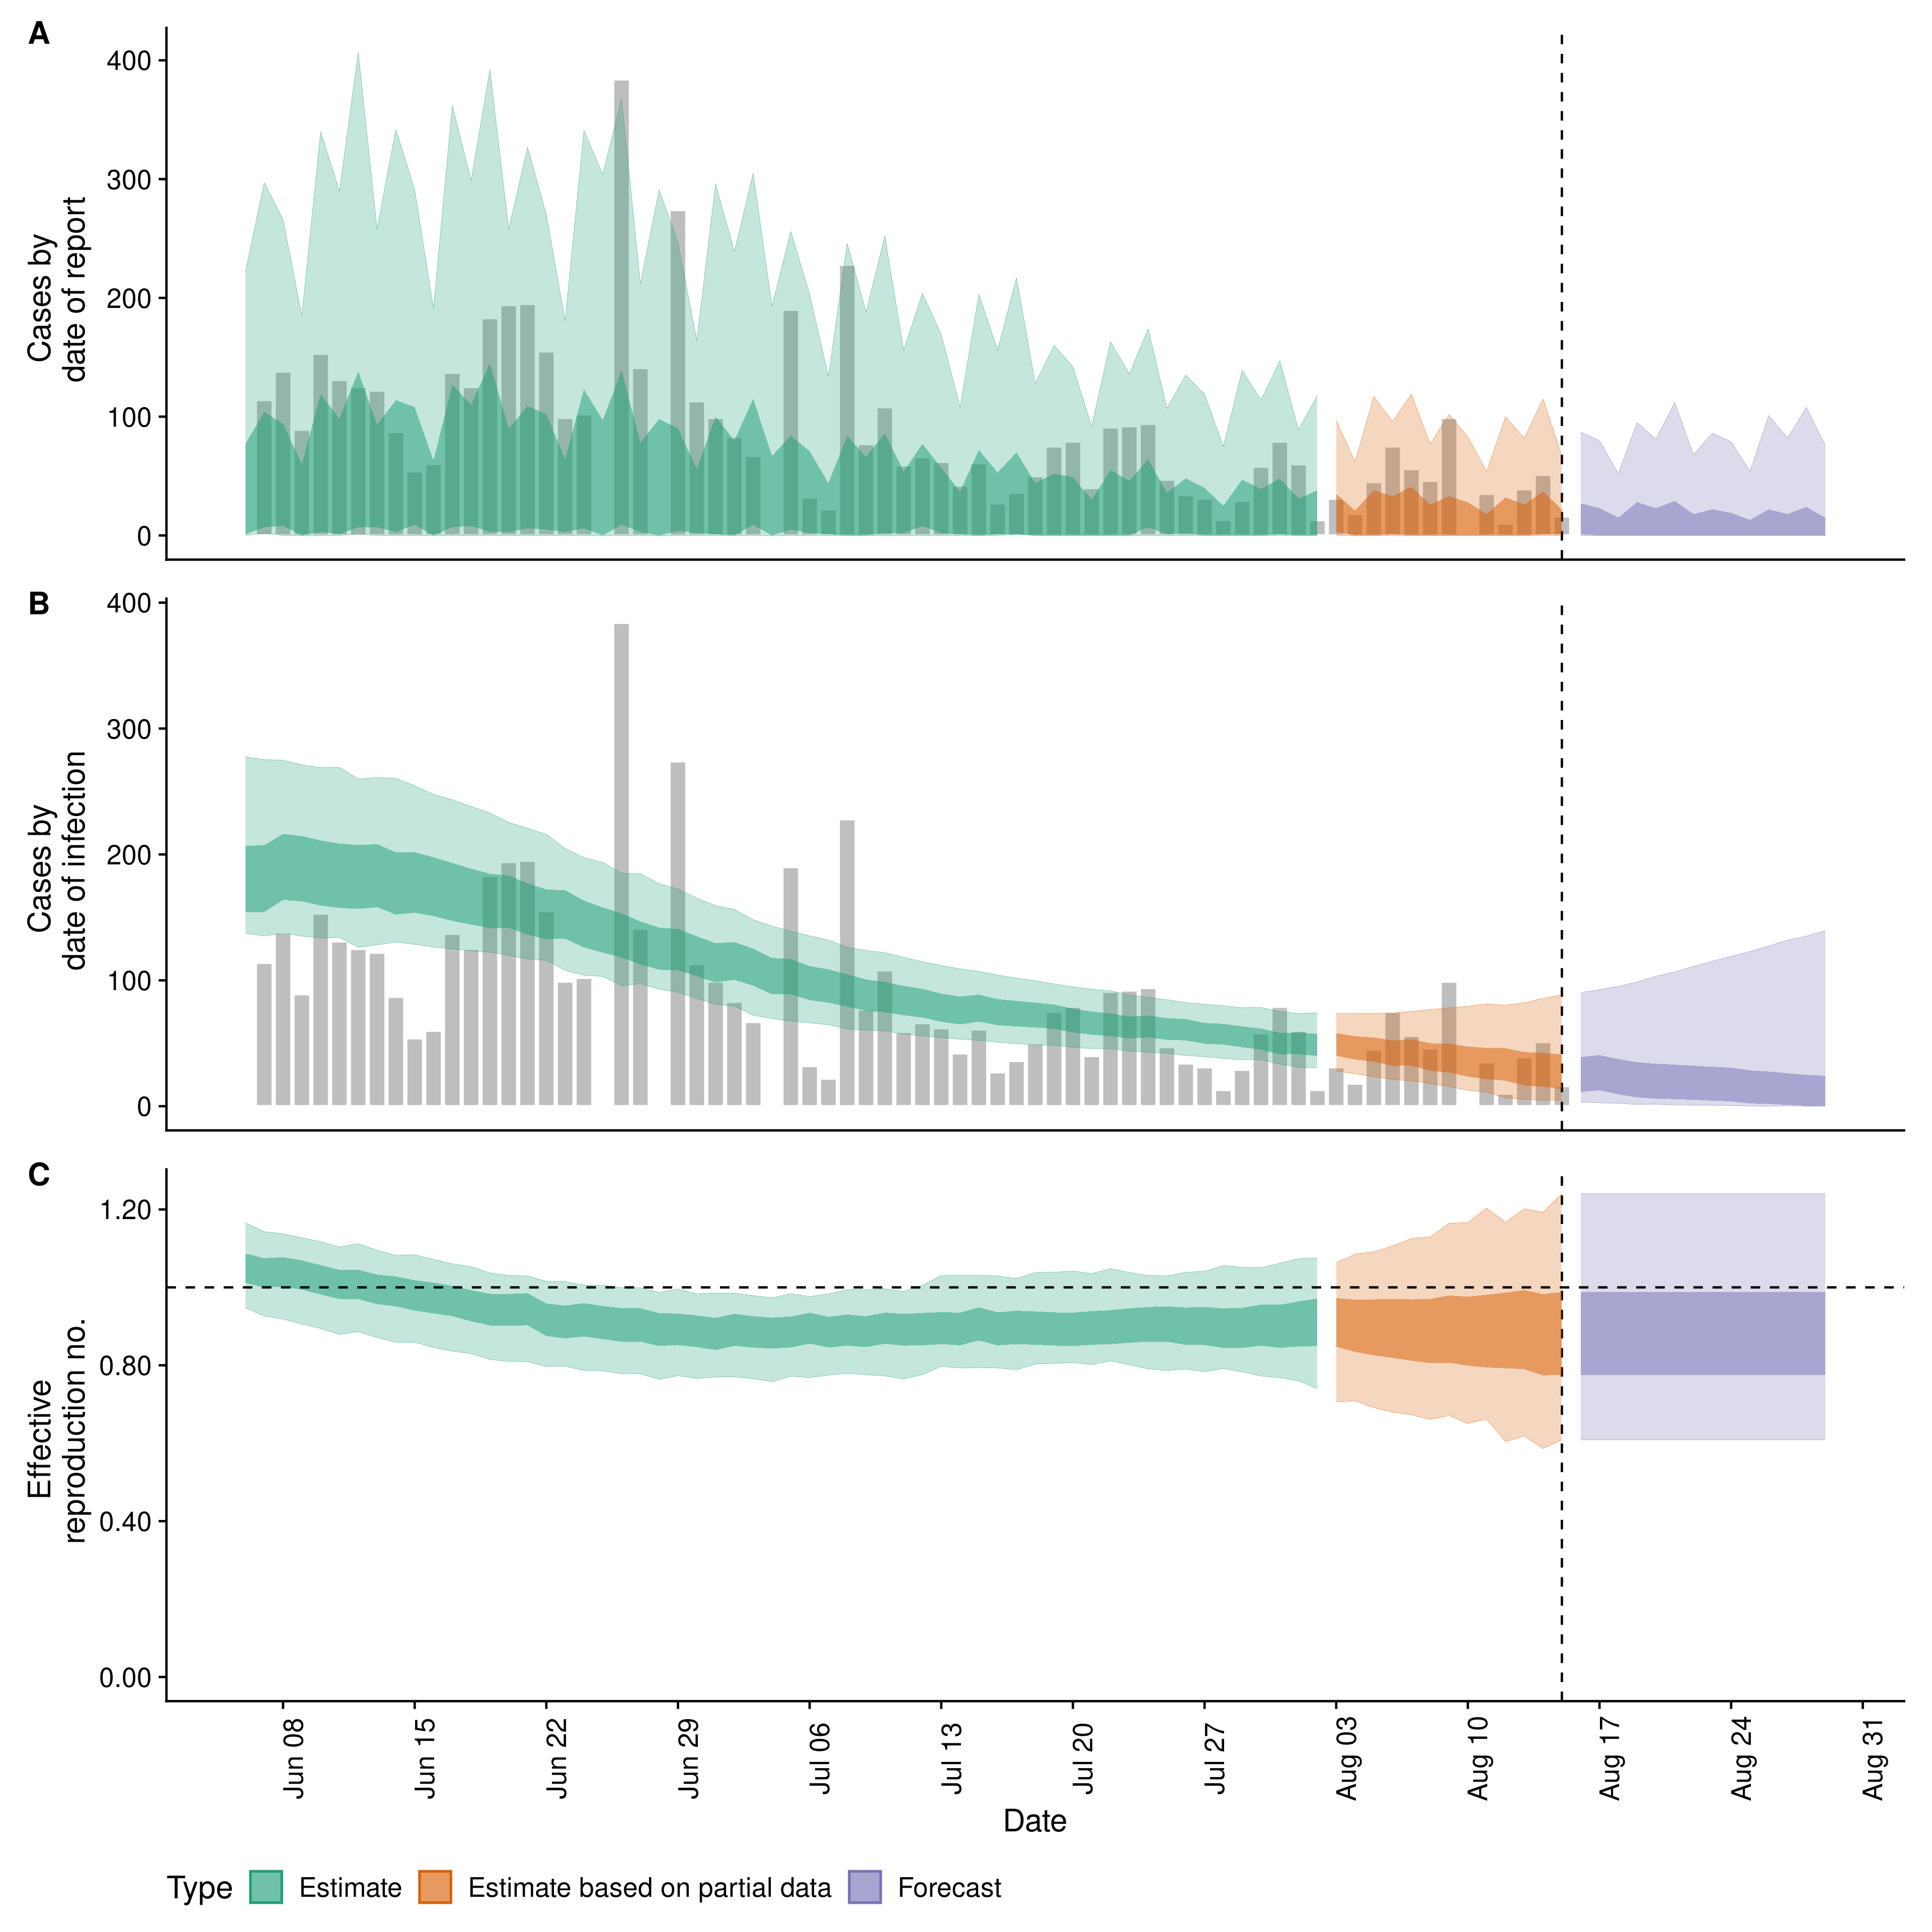 A
400
300
200
100
0
Cases by
date of report
B
400
300
200
100
0
Cases by
date of infection
C
1.20
0.80
0.40
0.00
Effective
reproduction no.
Jun 08
Jun 15
Jun 22
Jun 29
Jul 06
Jul 13
Jul 20
Jul 27
Aug 03
Aug 10
Aug 17
Aug 24
Aug 31
Date
Type Estimate Estimate based on partial data Forecast